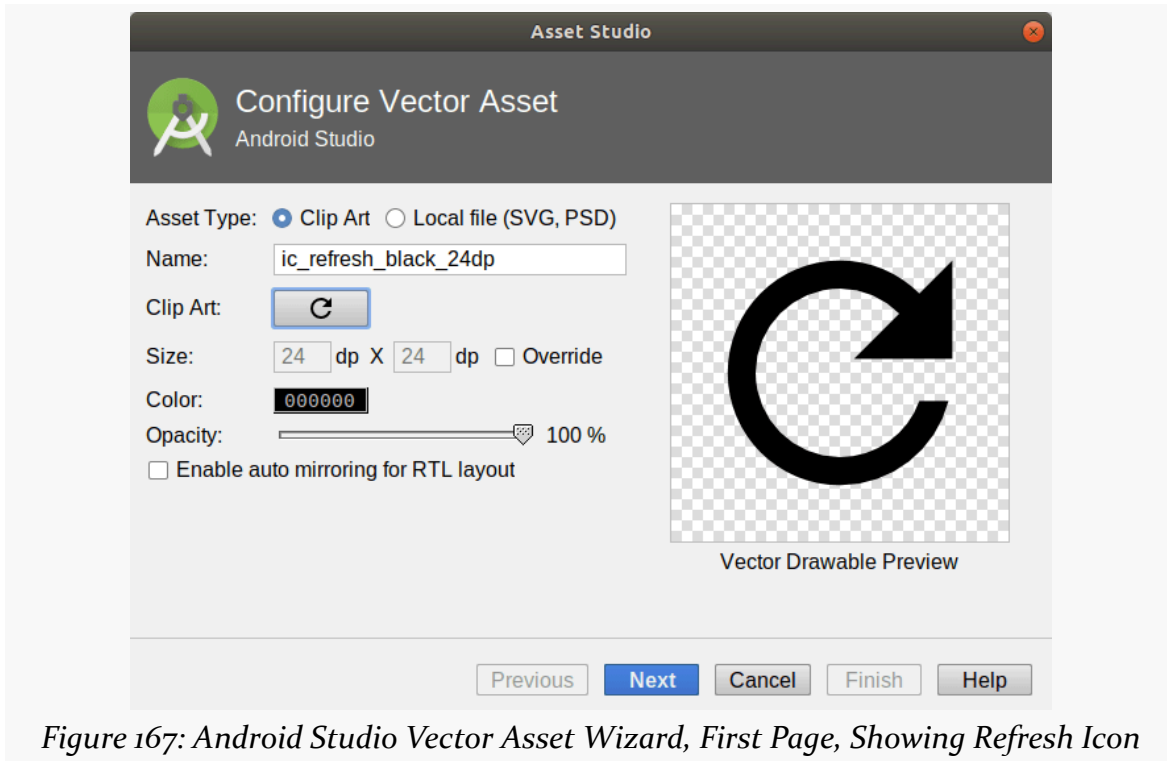 Asset Studio
Configure Vector Asset
Android Studio
Asset Type: Clip Art Local file (SVG, PSD)
Name: ic_refresh_black_24dp
Clip Art:
Size: 24 dp X 24 dp Override
Color: 000000
Opacity: 100 %
Enable auto mirroring for RTL layout
Vector Drawable Preview
Previous Next Cancel Finish Help
Figure 167: Android Studio Vector Asset Wizard, First Page, Showing Refresh Icon